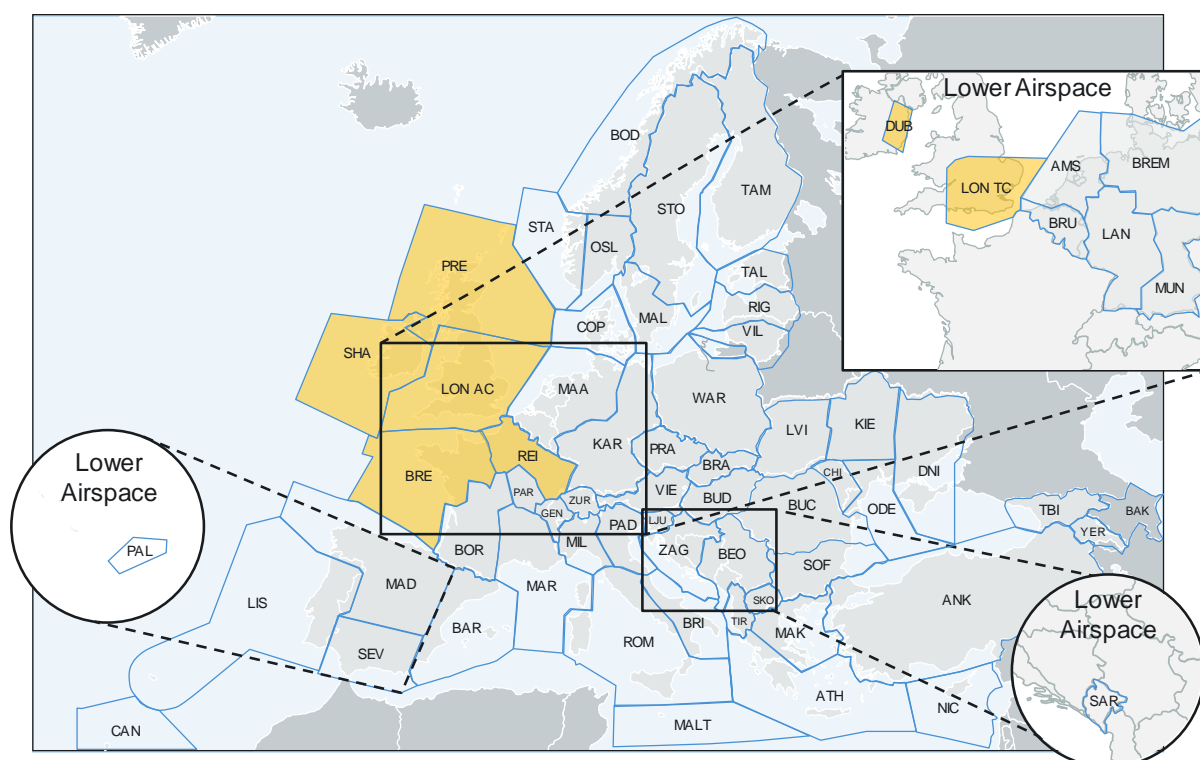 Lower Airspace
DUB
LON TC
AMS
BREM
BRU
LAN
MUN
BOD
TAM
STO
STA
OSL
PRE
TAL
RIG
COP
MAL
VIL
SHA
LON AC
MAA
WAR
LVI
KIE
KAR
PRA
BRE
REI
BRA
CHI
DNI
PAR
ZUR
VIE
BUD
BUC
ODE
GEN
TBI
BAK
LJU
PAD
YER
BOR
MIL
ZAG
BEO
SOF
MAD
MAR
LIS
SKO
ANK
BAR
BRI
TIR
MAK
ROM
SEV
ATH
NIC
MALT
CAN
Lower
Airspace
PAL
Lower
Airspace
SAR